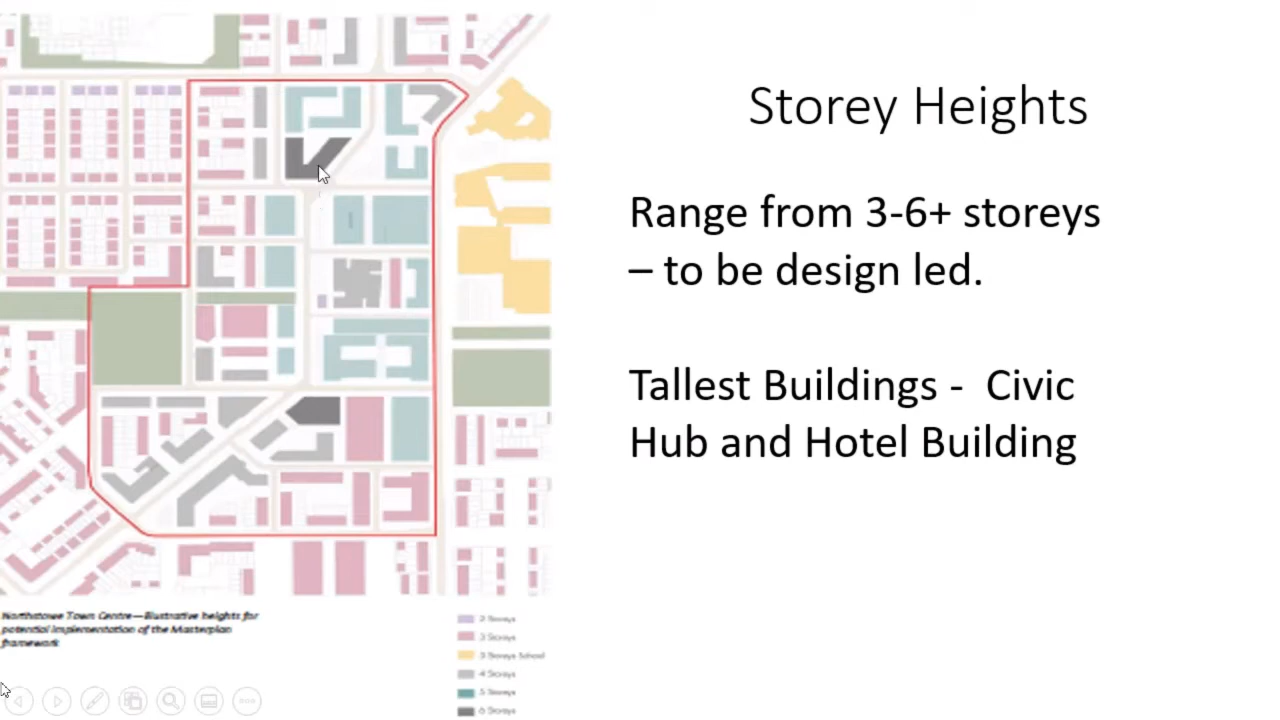 Storey Heights
Range from 3-6+ storeys
– to be design led.
Tallest Buildings - Civic
Hub and Hotel Building
Northstowe Town Centre—Illustrative heights for
potential implementation of the Masterplan
framework
2 Storeys
3 Storeys
3 Storeys School
4 Storeys
5 Storeys
6 Storeys